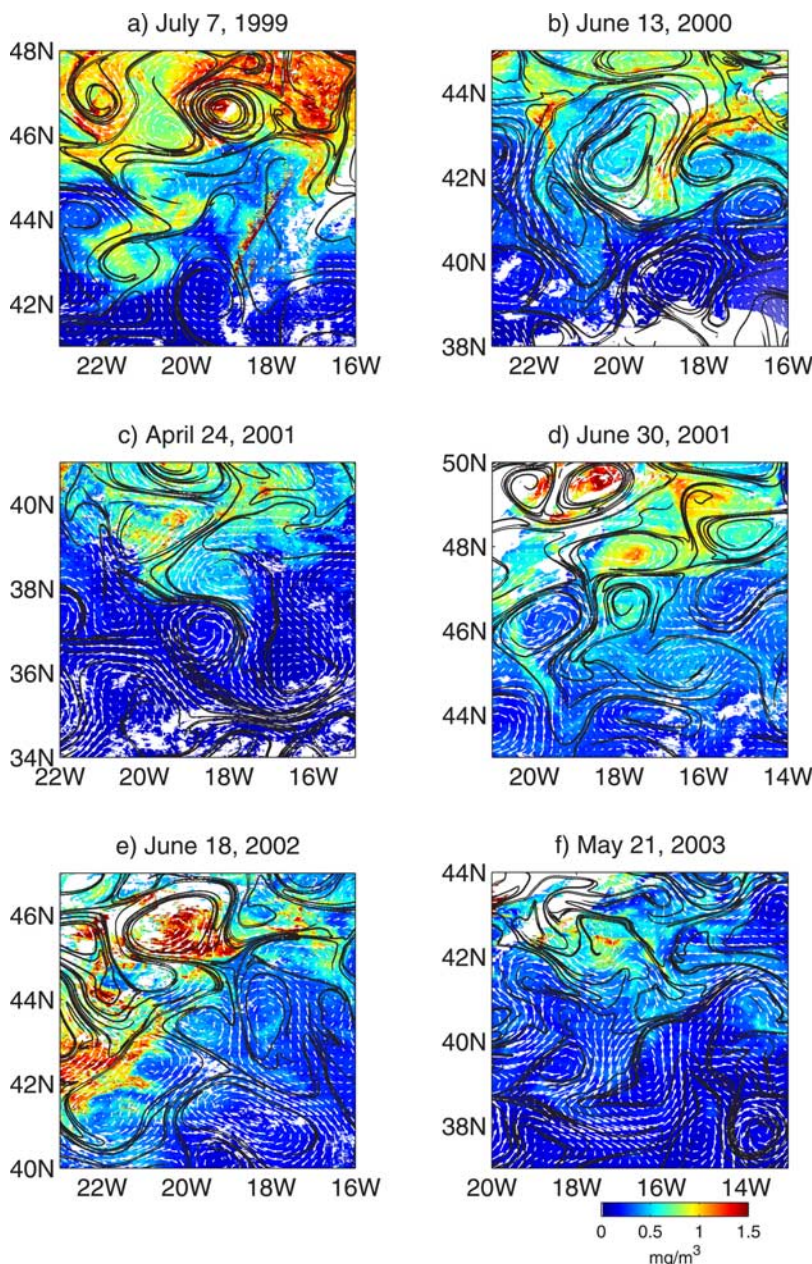 a) July 7, 1999
48N
46N
44N
42N
22W 20W 18W 16W
b) June 13, 2000
44N
42N
40N
38N
22W 20W 18W 16W
c) April 24, 2001
40N
38N
36N
34N
22W 20W 18W 16W
d) June 30, 2001
50N
48N
46N
44N
20W 18W 16W 14W
e) June 18, 2002
46N
44N
42N
40N
22W 20W 18W 16W
f) May 21, 2003
44N
42N
40N
38N
20W 18W 16W 14W
0 0.5 1 1.5
mg/m³